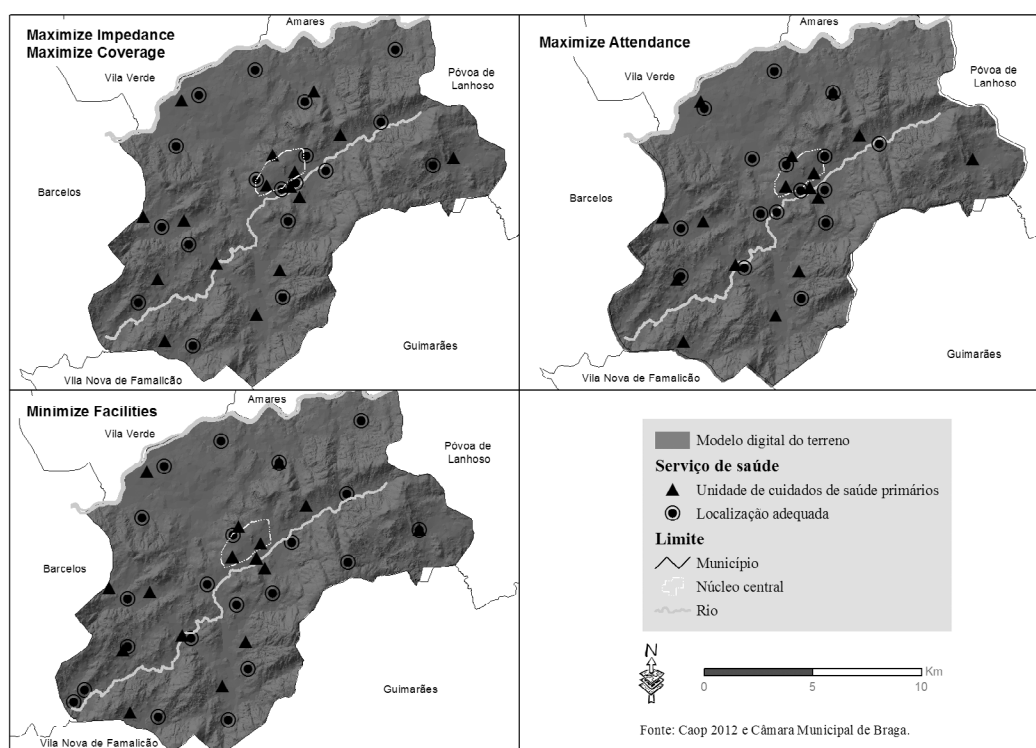 Maximize Impedance
Maximize Coverage
Amares
Vila Verde
Póvoa de
Lanhoso
Barcelos
Guimarães
Vila Nova de Famalicão
Maximize Attendance
Amares
Vila Verde
Póvoa de
Lanhoso
Barcelos
Guimarães
Vila Nova de Famalicão
Minimize Facilities
Amares
Vila Verde
Póvoa de
Lanhoso
Barcelos
Guimarães
Vila Nova de Famalicão
Modelo digital do terreno
Serviço de saúde
Unidade de cuidados de saúde primários
Localização adequada
Limite
Município
Núcleo central
Rio
N
Km
0 5 10
Fonte: Caop 2012 e Câmara Municipal de Braga.